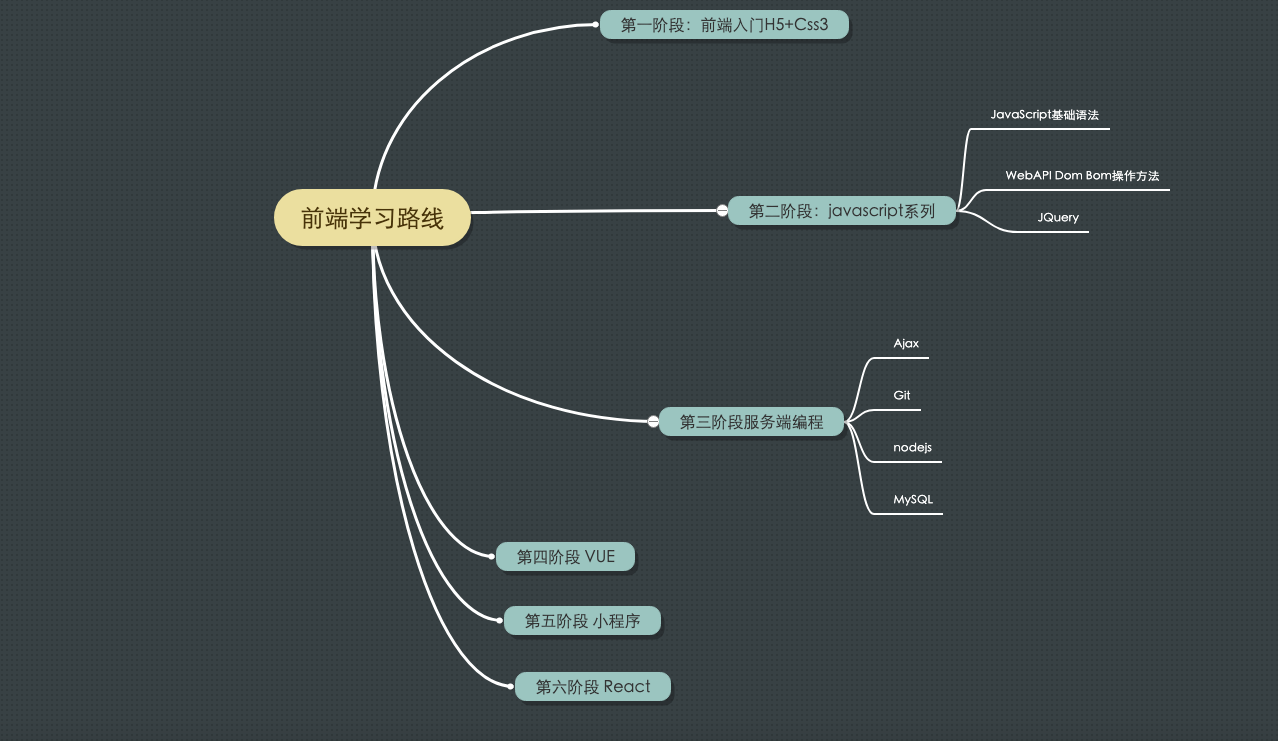 第一阶段：前端入门H5+Css3
JavaScript基础语法
WebAPI Dom Bom操作方法
前端学习路线
第二阶段：javascript系列
JQuery
Ajax
Git
第三阶段服务端编程
nodejs
MySQL
第四阶段 VUE
第五阶段 小程序
第六阶段 React